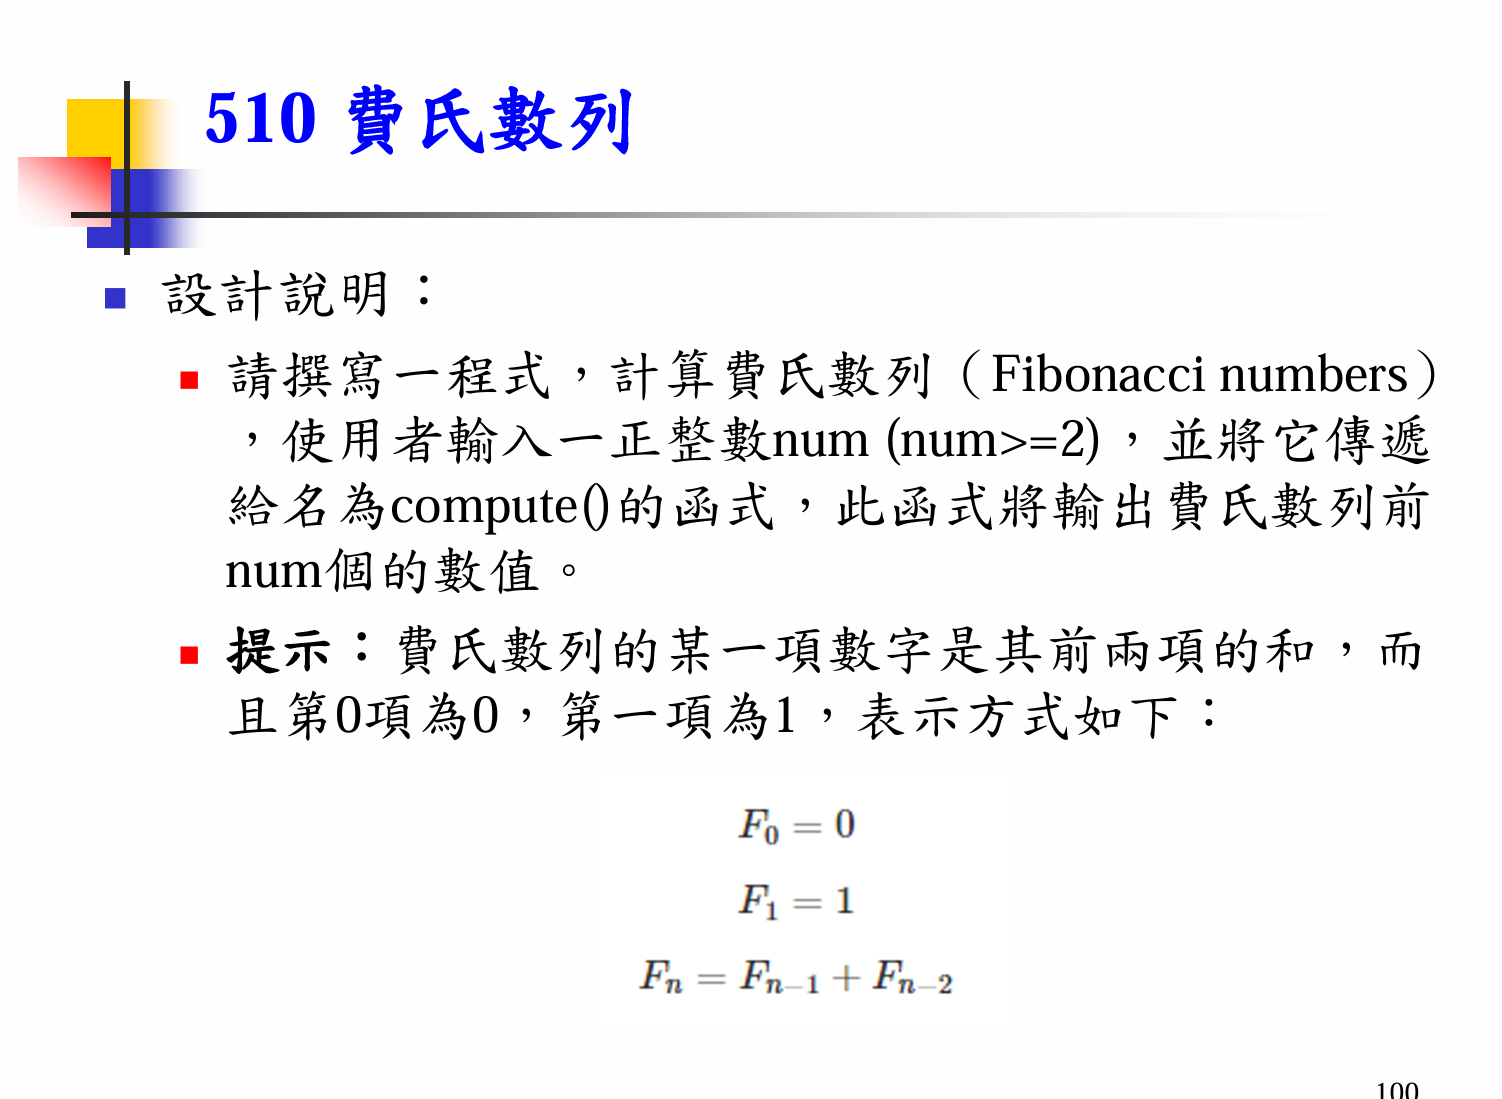 510 費氏數列
設計說明：
請撰寫一程式，計算費氏數列（Fibonacci numbers）
，使用者輸入一正整數num (num>=2)，並將它傳遞
給名為compute()的函式，此函式將輸出費氏數列前
num個的數值。
提示：費氏數列的某一項數字是其前兩項的和，而
且第0項為0，第一項為1，表示方式如下：
F₀ = 0
F₁ = 1
Fₙ = Fₙ₋₁ + Fₙ₋₂
100